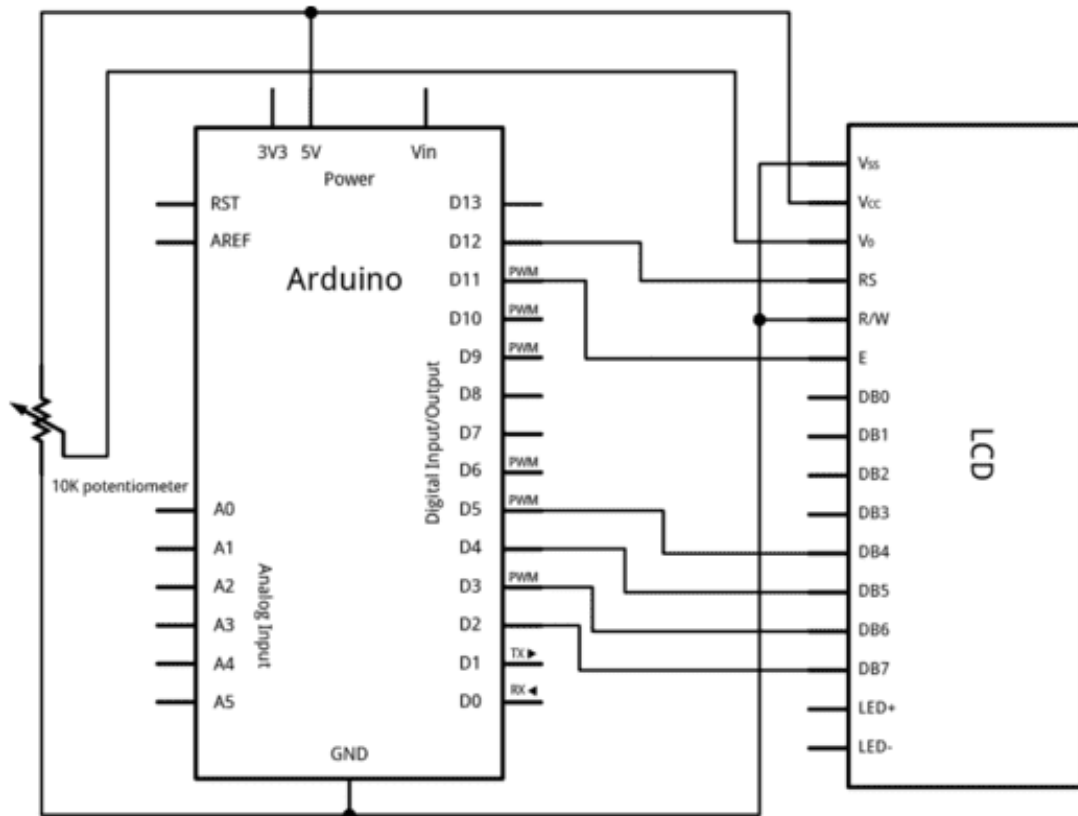 3V3 5V Vin
Power
RST
AREF
Arduino
D13
D12
D11 PWM
D10 PWM
D9 PWM
D8
D7
D6 PWM
D5 PWM
D4
D3 PWM
D2
D1 TX ▶
D0 RX ◀
Digital Input/Output
10K potentiometer
A0
A1
A2
A3
A4
A5
Analog Input
GND
Vss
Vcc
V0
RS
R/W
E
DB0
DB1
DB2
DB3
DB4
DB5
DB6
DB7
LED+
LED-
LCD